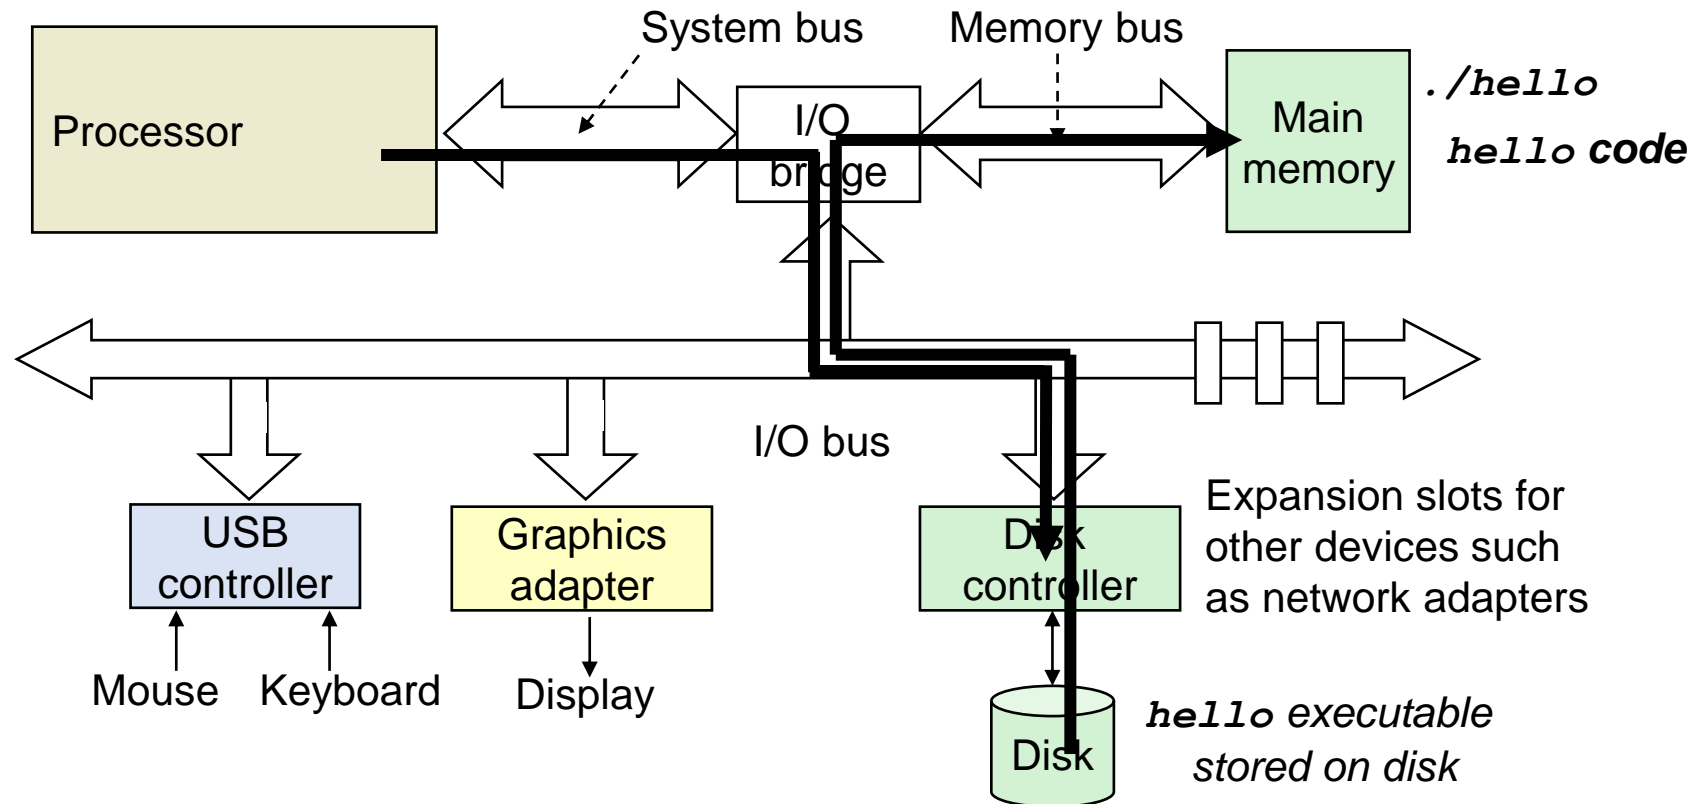 System bus
Memory bus
Processor
I/O
bridge
Main
memory
./hello
hello code
I/O bus
USB
controller
Graphics
adapter
Disk
controller
Expansion slots for
other devices such
as network adapters
Mouse
Keyboard
Display
Disk
hello executable
stored on disk